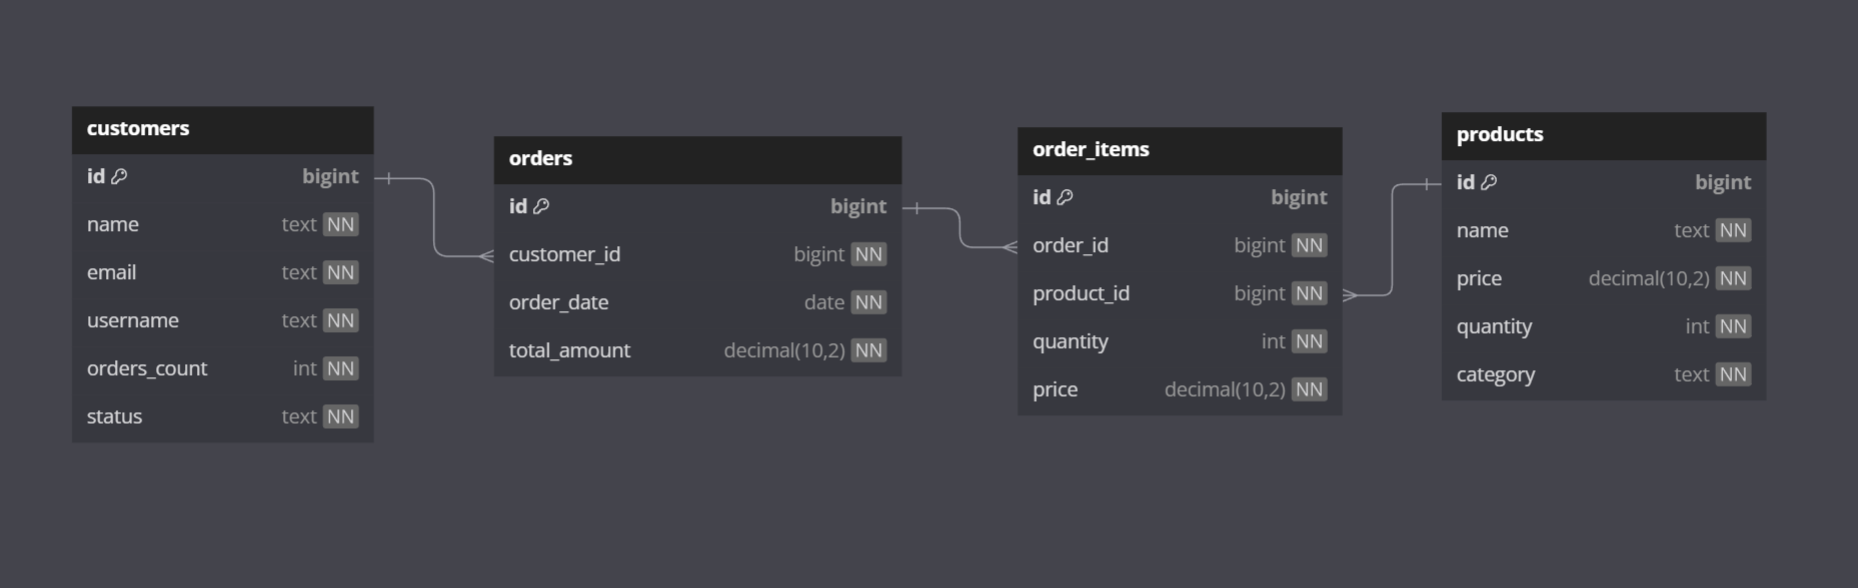 customers
id bigint
name text NN
email text NN
username text NN
orders_count int NN
status text NN
orders
id bigint
customer_id bigint NN
order_date date NN
total_amount decimal(10,2) NN
order_items
id bigint
order_id bigint NN
product_id bigint NN
quantity int NN
price decimal(10,2) NN
products
id bigint
name text NN
price decimal(10,2) NN
quantity int NN
category text NN